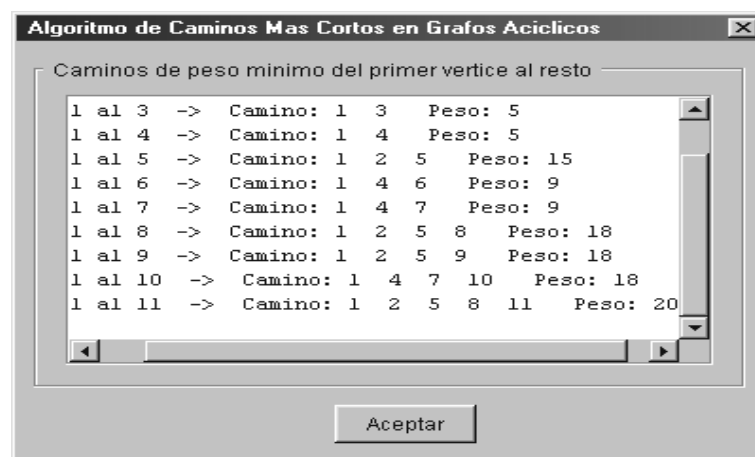 Algoritmo de Caminos Mas Cortos en Grafos Aciclicos
Caminos de peso minimo del primer vertice al resto
1 al 3 -> Camino: 1 3 Peso: 5
1 al 4 -> Camino: 1 4 Peso: 5
1 al 5 -> Camino: 1 2 5 Peso: 15
1 al 6 -> Camino: 1 4 6 Peso: 9
1 al 7 -> Camino: 1 4 7 Peso: 9
1 al 8 -> Camino: 1 2 5 8 Peso: 18
1 al 9 -> Camino: 1 2 5 9 Peso: 18
1 al 10 -> Camino: 1 4 7 10 Peso: 18
1 al 11 -> Camino: 1 2 5 8 11 Peso: 20
Aceptar